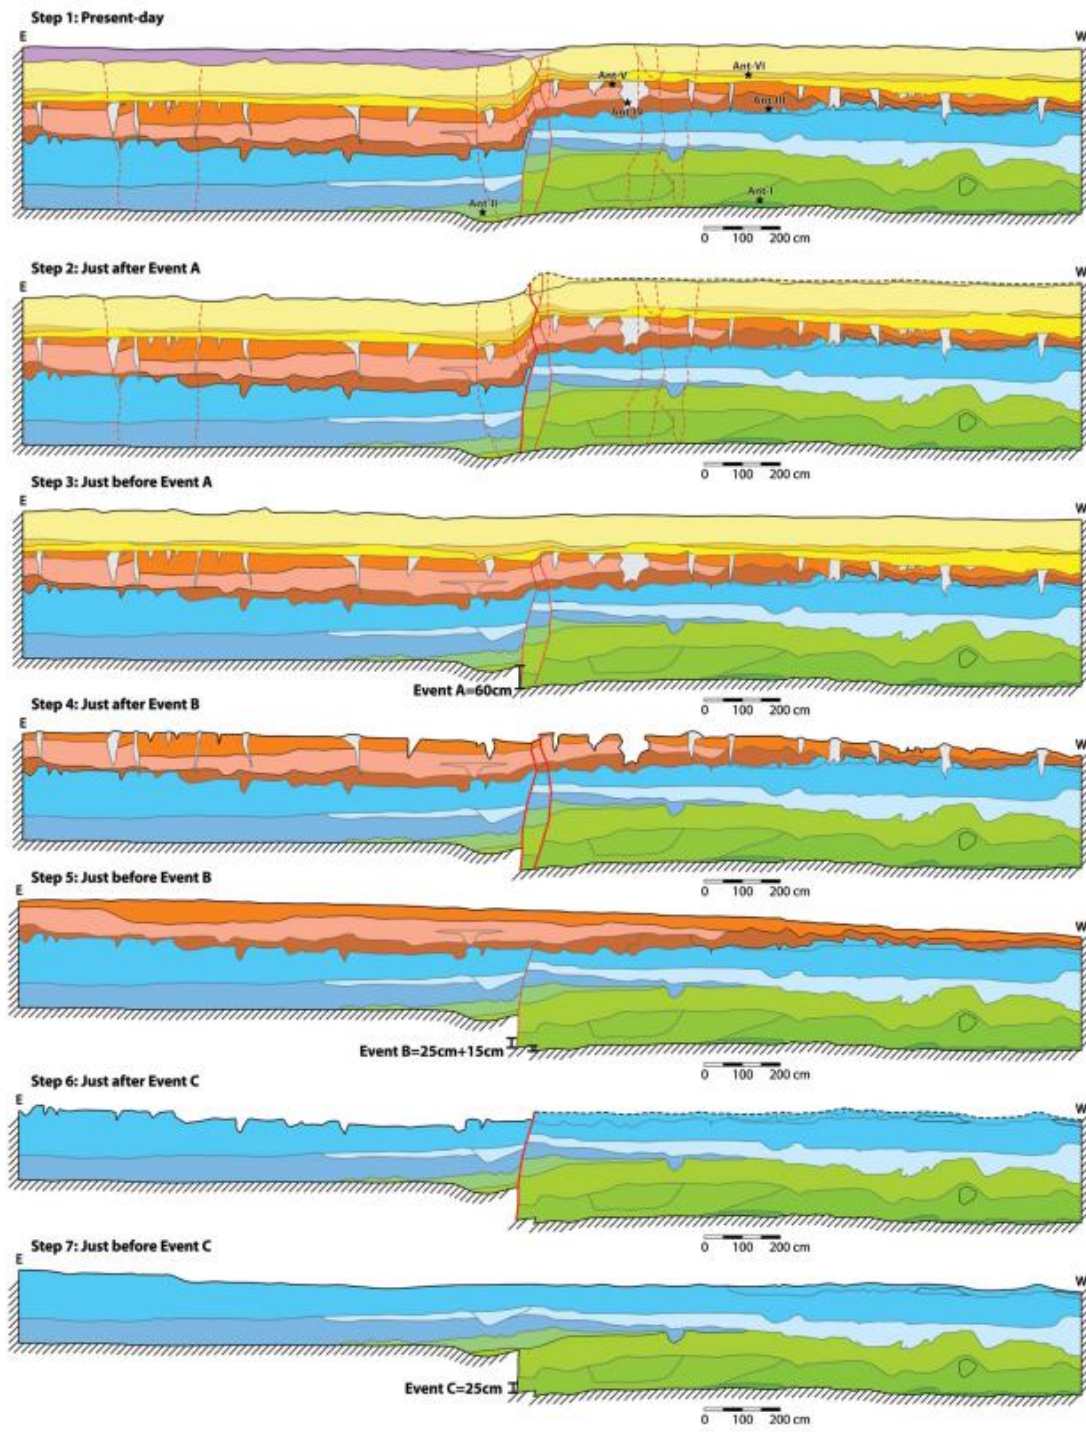 Step 1: Present-day
E W
Ant-VI
Ant-V
Ant-III
Ant-IV
Ant-I
Ant-II
0 100 200 cm
Step 2: Just after Event A
E W
0 100 200 cm
Step 3: Just before Event A
E W
Event A=60cm
0 100 200 cm
Step 4: Just after Event B
E W
0 100 200 cm
Step 5: Just before Event B
E W
Event B=25cm+15cm
0 100 200 cm
Step 6: Just after Event C
E W
0 100 200 cm
Step 7: Just before Event C
E W
Event C=25cm
0 100 200 cm